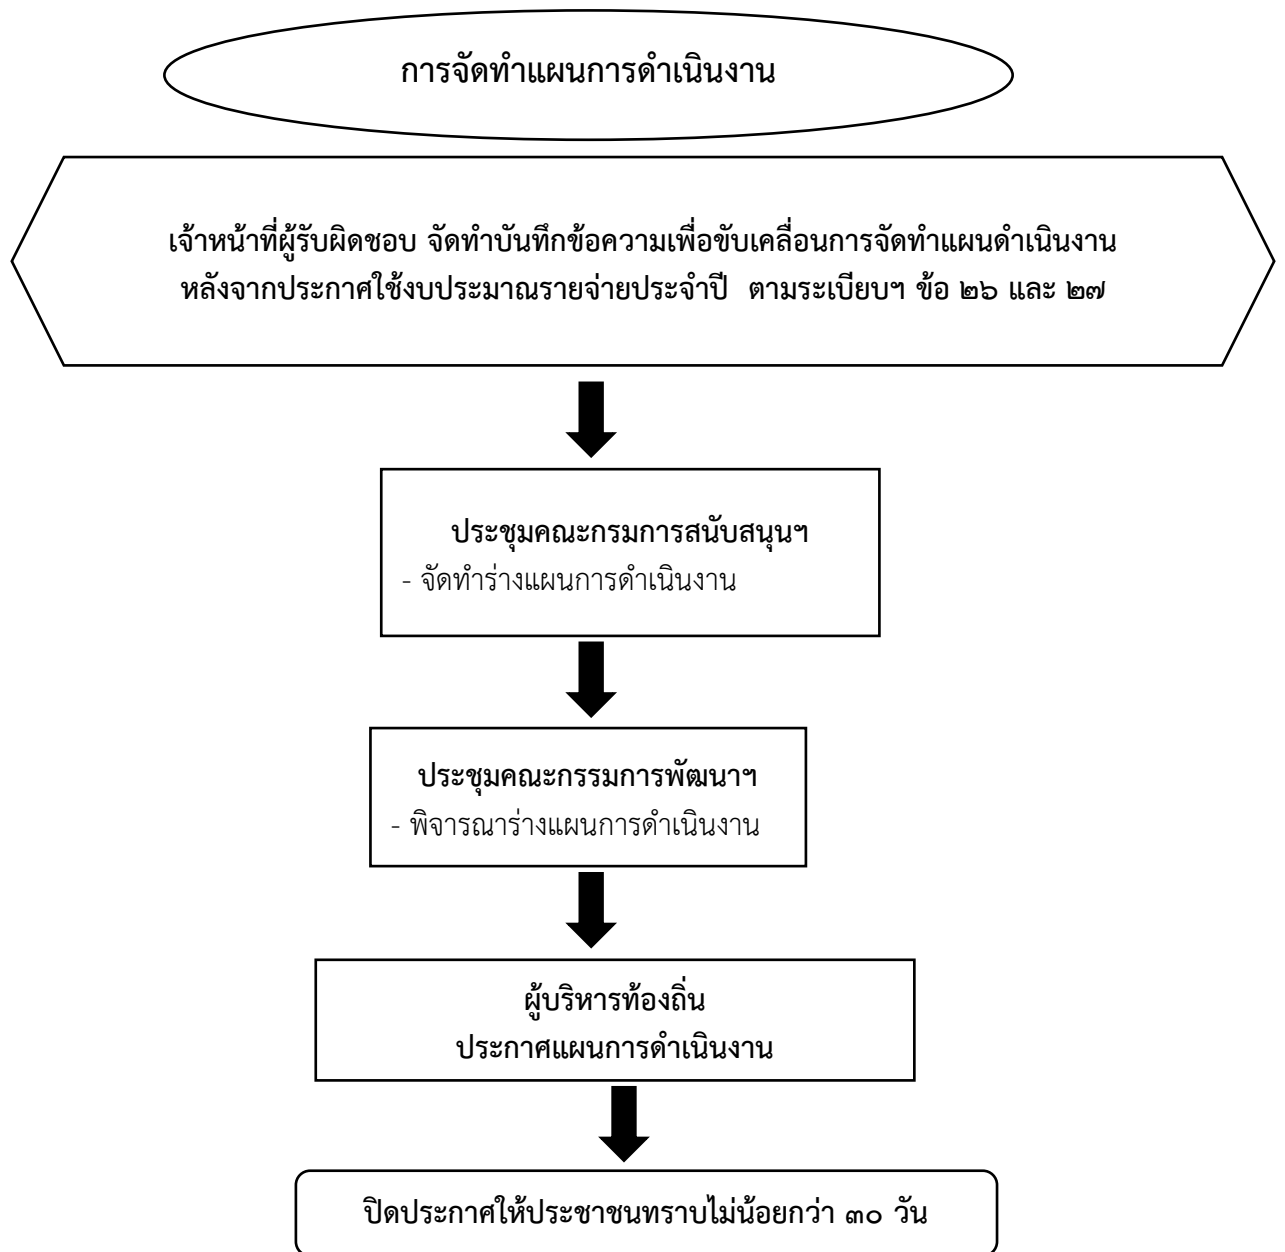 การจัดทำแผนการดำเนินงาน
เจ้าหน้าที่ผู้รับผิดชอบ จัดทำบันทึกข้อความเพื่อขับเคลื่อนการจัดทำแผนดำเนินงาน
หลังจากประกาศใช้งบประมาณรายจ่ายประจำปี ตามระเบียบฯ ข้อ ๒๖ และ ๒๗
ประชุมคณะกรมการสนับสนุนฯ
- จัดทำร่างแผนการดำเนินงาน
ประชุมคณะกรรมการพัฒนาฯ
- พิจารณาร่างแผนการดำเนินงาน
ผู้บริหารท้องถิ่น
ประกาศแผนการดำเนินงาน
ปิดประกาศให้ประชาชนทราบไม่น้อยกว่า ๓๐ วัน